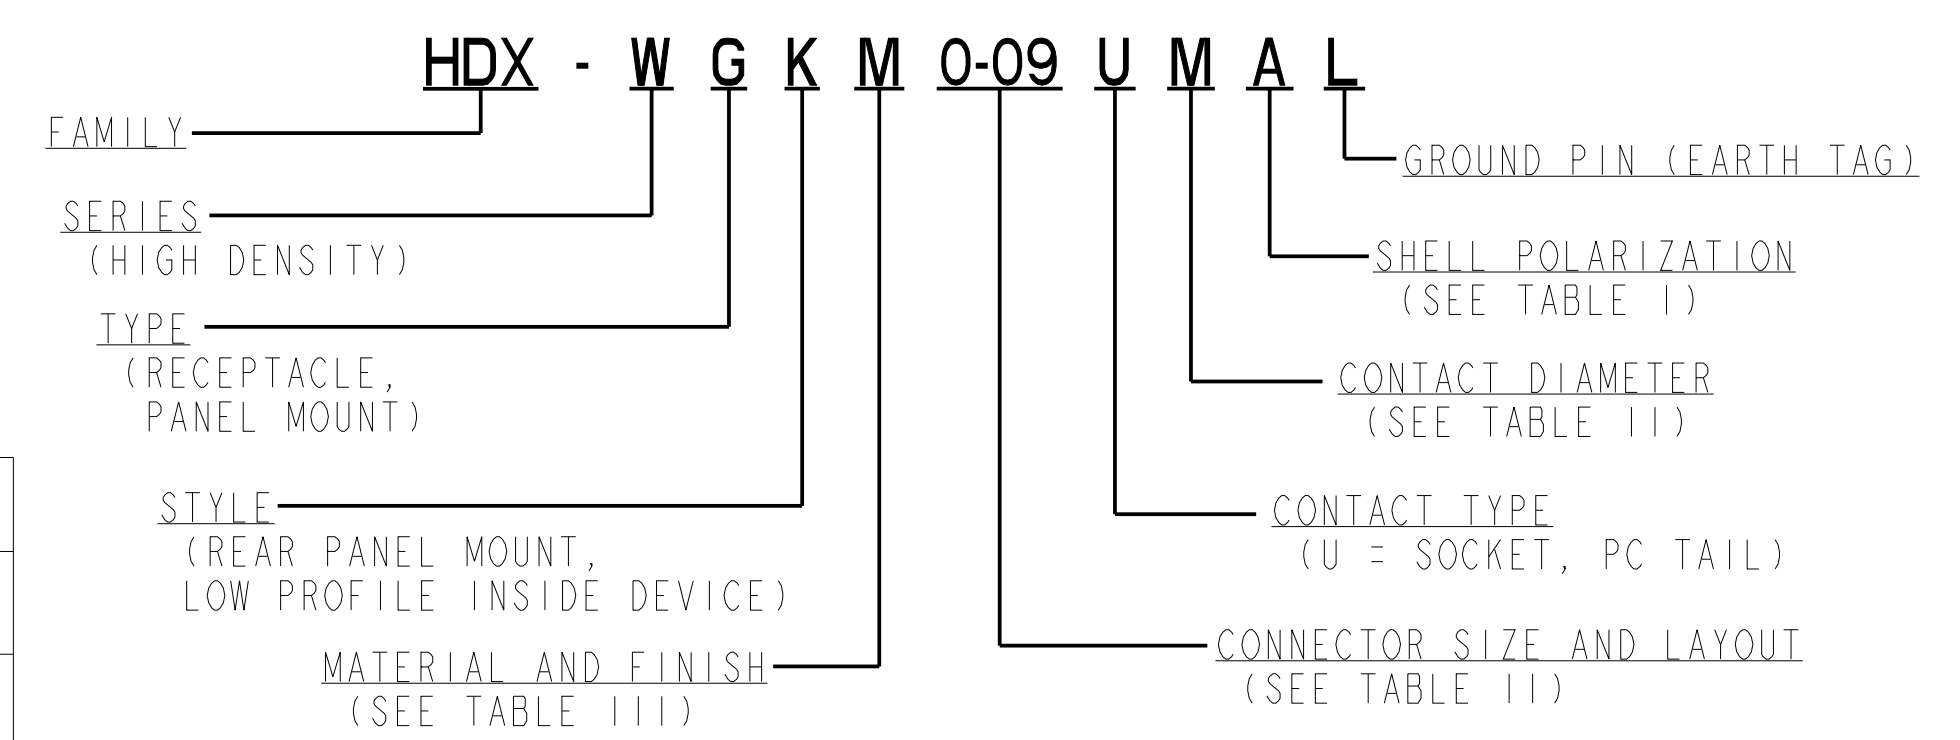 HDX - W G K M 0-09 U M A L
FAMILY
SERIES
(HIGH DENSITY)
TYPE
(RECEPTACLE,
PANEL MOUNT)
STYLE
(REAR PANEL MOUNT,
LOW PROFILE INSIDE DEVICE)
MATERIAL AND FINISH
(SEE TABLE III)
GROUND PIN (EARTH TAG)
SHELL POLARIZATION
(SEE TABLE I)
CONTACT DIAMETER
(SEE TABLE II)
CONTACT TYPE
(U = SOCKET, PC TAIL)
CONNECTOR SIZE AND LAYOUT
(SEE TABLE II)